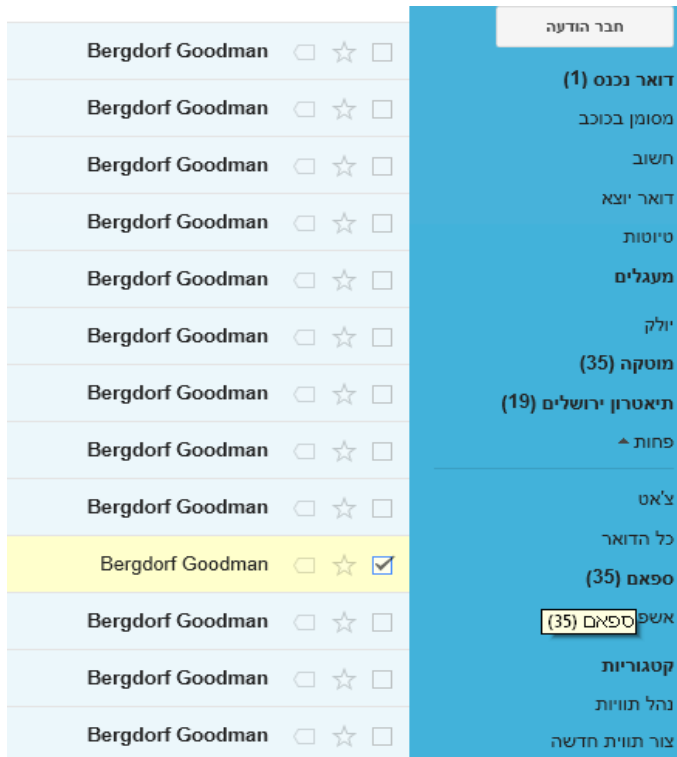 חבר הודעה
דואר נכנס (1)
מסומן בכוכב
חשוב
דואר יוצא
טיוטות
מעגלים
יולק
מוטקה (35)
תיאטרון ירושלים (19)
פחות
צ'אט
כל הדואר
ספאם (35)
אשפ
ספאם (35)
קטגוריות
נהל תוויות
צור תווית חדשה
Bergdorf Goodman
Bergdorf Goodman
Bergdorf Goodman
Bergdorf Goodman
Bergdorf Goodman
Bergdorf Goodman
Bergdorf Goodman
Bergdorf Goodman
Bergdorf Goodman
Bergdorf Goodman
Bergdorf Goodman
Bergdorf Goodman
Bergdorf Goodman